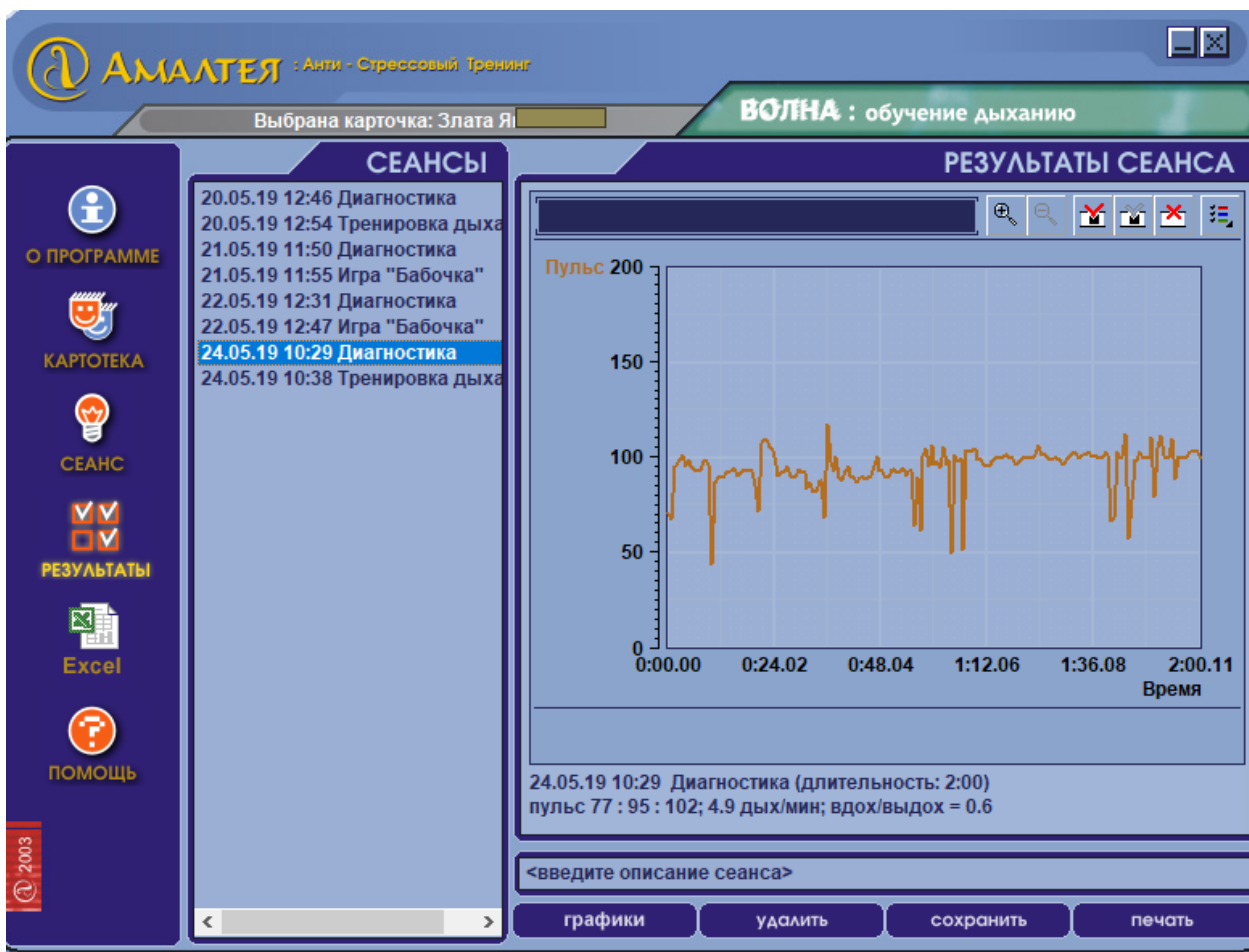 АМАЛТЕЯ : Анти - Стрессовый Тренинг
Выбрана карточка: Злата
ВОЛНА : обучение дыханию
О ПРОГРАММЕ
КАРТОТЕКА
СЕАНС
РЕЗУЛЬТАТЫ
Excel
ПОМОЩЬ
@ 2003
СЕАНСЫ
20.05.19 12:46 Диагностика
20.05.19 12:54 Тренировка дыха
21.05.19 11:50 Диагностика
21.05.19 11:55 Игра "Бабочка"
22.05.19 12:31 Диагностика
22.05.19 12:47 Игра "Бабочка"
24.05.19 10:29 Диагностика
24.05.19 10:38 Тренировка дыха
РЕЗУЛЬТАТЫ СЕАНСА
Пульс 200
150
100
50
0
0:00.00 0:24.02 0:48.04 1:12.06 1:36.08 2:00.11
Время
24.05.19 10:29 Диагностика (длительность: 2:00)
пульс 77 : 95 : 102; 4.9 дых/мин; вдох/выдох = 0.6
<введите описание сеанса>
графики удалить сохранить печать